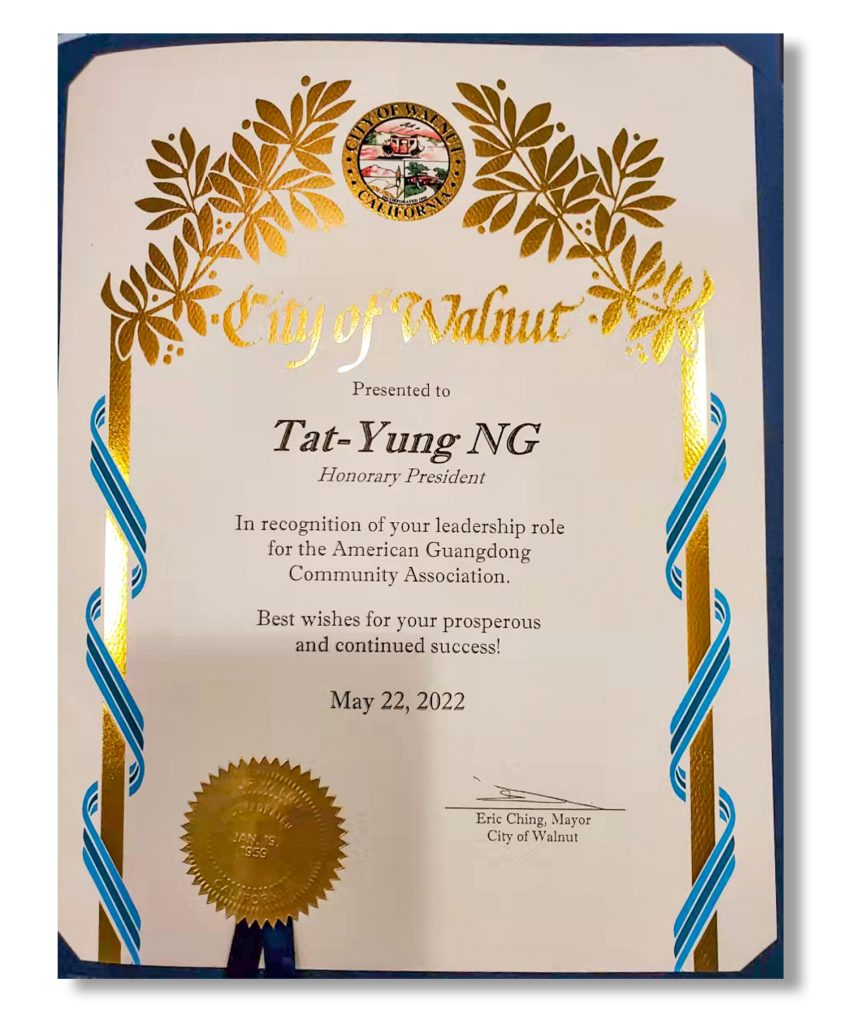 CITY OF WALNUT
CALIFORNIA
City of Walnut
Presented to
Tat-Yung NG
Honorary President
In recognition of your leadership role
for the American Guangdong
Community Association.
Best wishes for your prosperous
and continued success!
May 22, 2022
Eric Ching, Mayor
City of Walnut
JAN. 19,
1959
CALIFORNIA